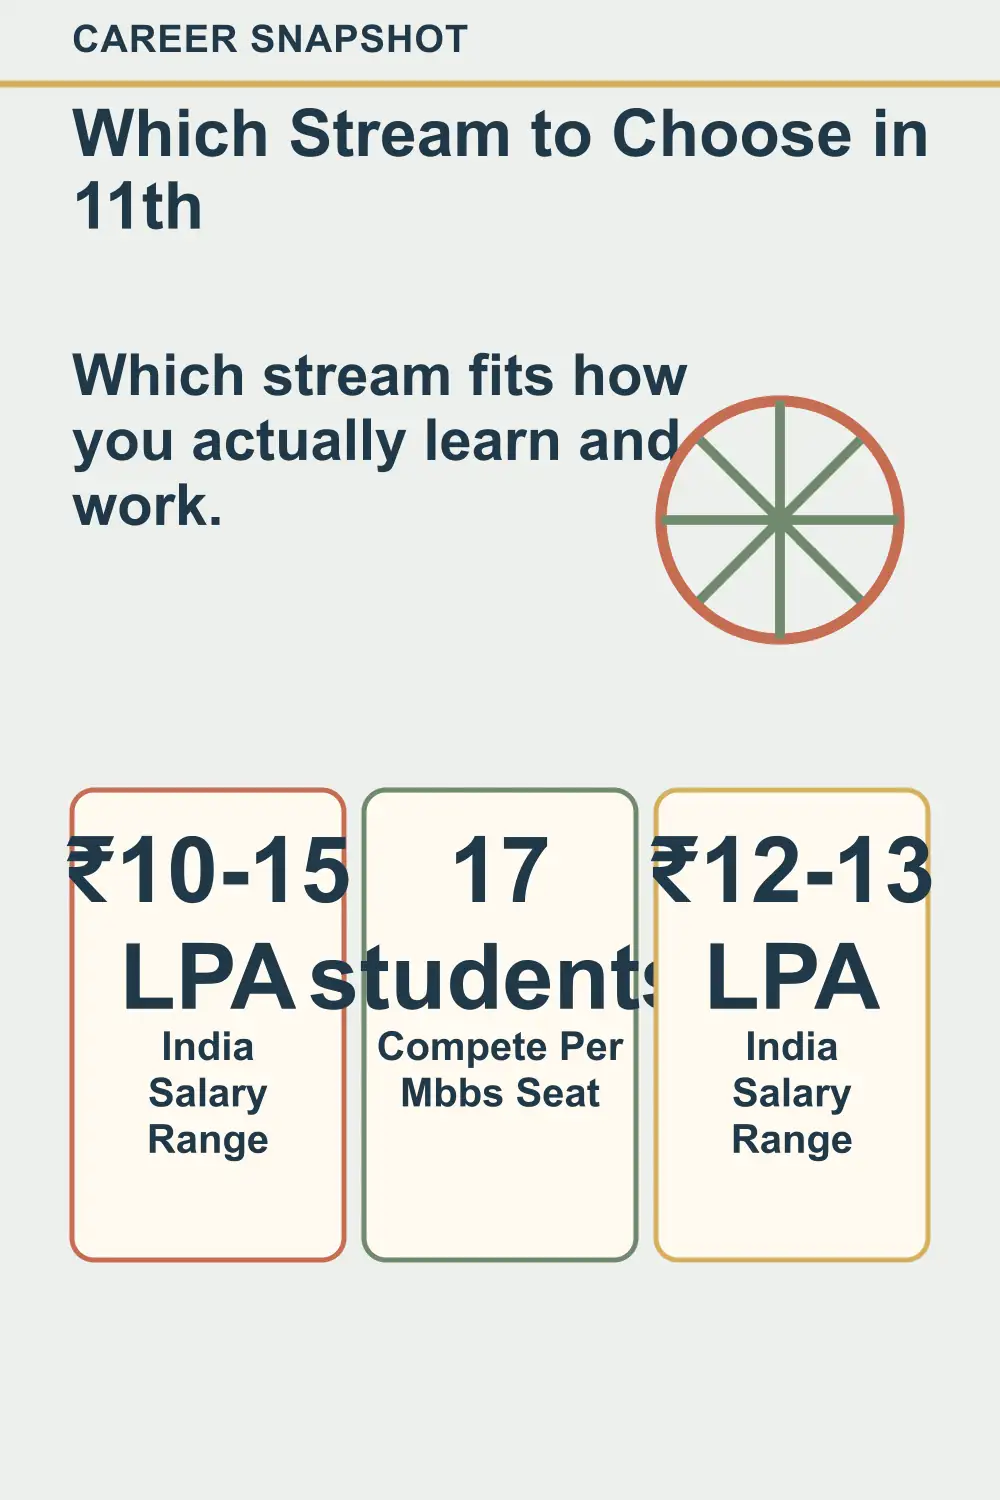 CAREER SNAPSHOT
Which Stream to Choose in
11th
Which stream fits how
you actually learn and
work.
₹10-15
LPA
India
Salary
Range
17
students
Compete Per
Mbbs Seat
₹12-13
LPA
India
Salary
Range